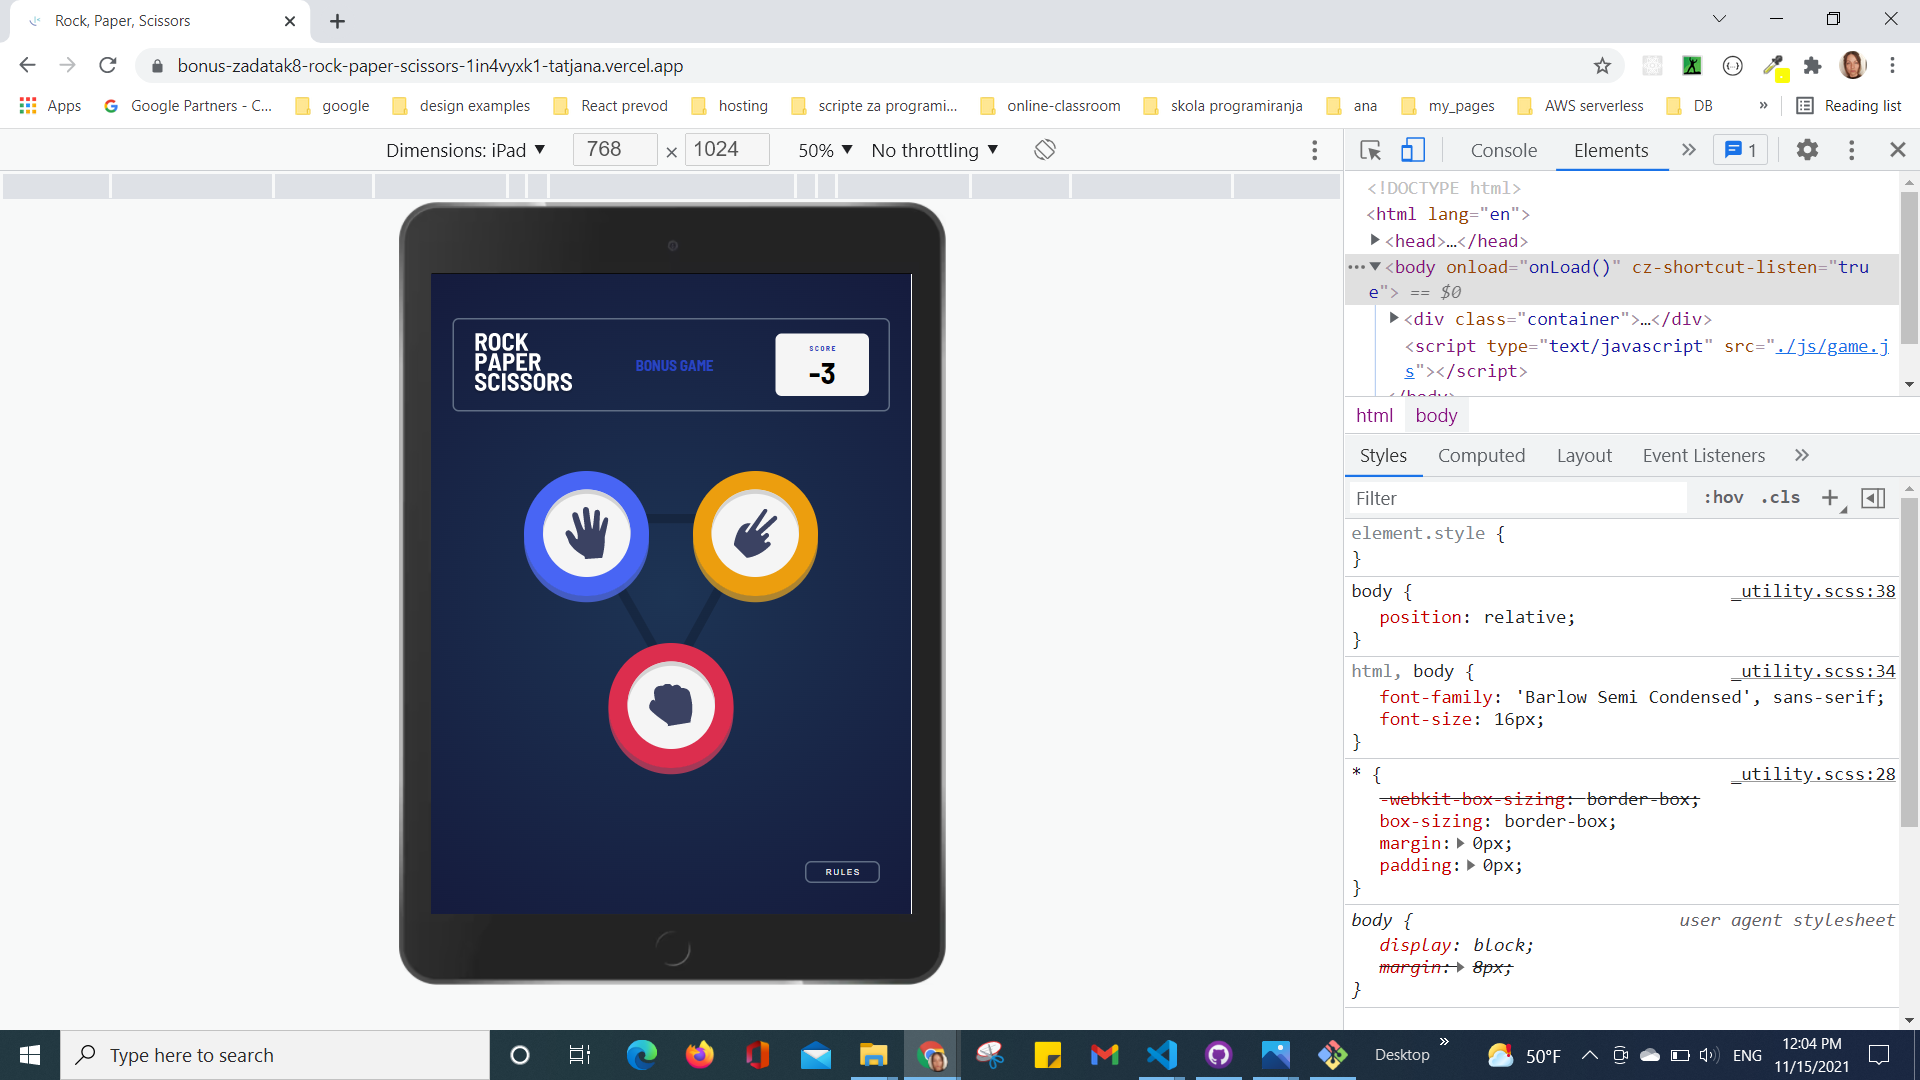 Rock, Paper, Scissors
bonus-zadatak8-rock-paper-scissors-1in4vyxk1-tatjana.vercel.app
Apps Google Partners - C... google design examples React prevod hosting scripte za programi... online-classroom skola programiranja ana my_pages AWS serverless DB » Reading list
Dimensions: iPad ▼ 768 × 1024 50% ▼ No throttling ▼
Console Elements » 1
<!DOCTYPE html>
<html lang="en">
<head>…</head>
<body onload="onLoad()" cz-shortcut-listen="tru
e"> == $0
<div class="container">…</div>
<script type="text/javascript" src="./js/game.j
s"></script>
</body>
html body
Styles Computed Layout Event Listeners »
Filter :hov .cls +
element.style {
}
body { _utility.scss:38
position: relative;
}
html, body { _utility.scss:34
font-family: 'Barlow Semi Condensed', sans-serif;
font-size: 16px;
}
* { _utility.scss:28
-webkit-box-sizing: border-box;
box-sizing: border-box;
margin: 0px;
padding: 0px;
}
body { user agent stylesheet
display: block;
margin: 8px;
}
ROCK
PAPER
SCISSORS
BONUS GAME
SCORE
-3
RULES
Type here to search
Desktop »
50°F
ENG
12:04 PM
11/15/2021